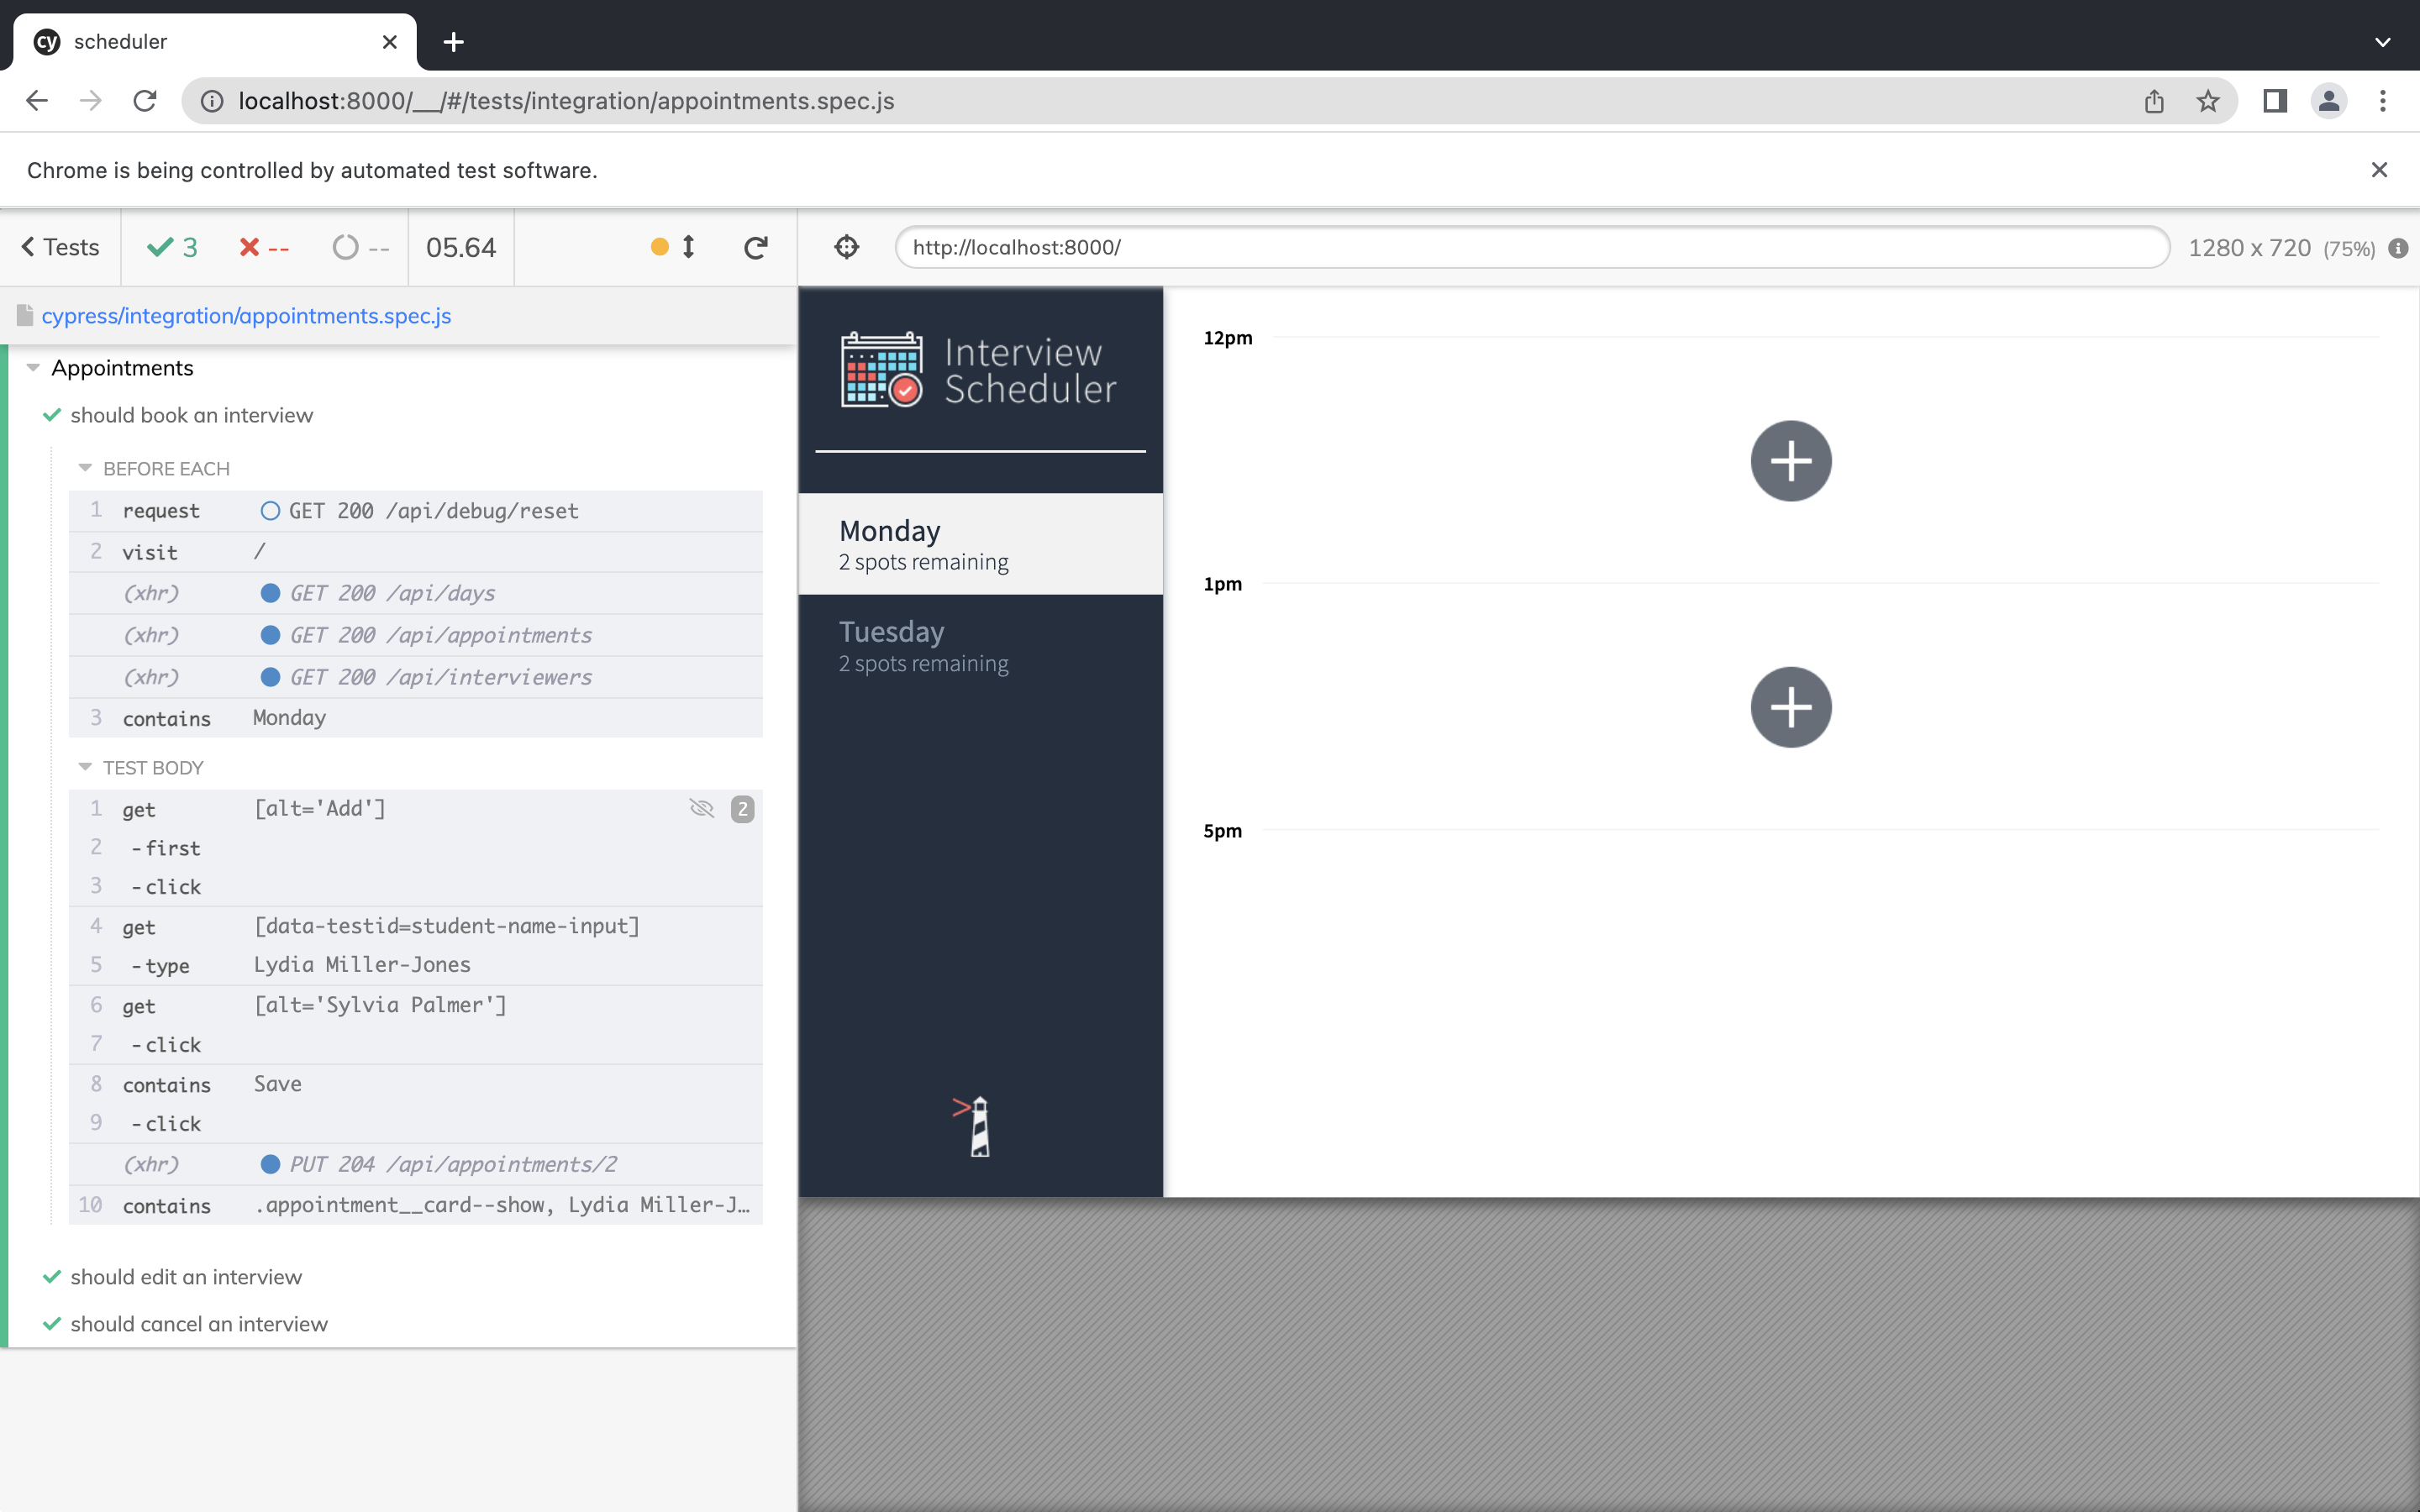 cy scheduler
localhost:8000/__/#/tests/integration/appointments.spec.js
Chrome is being controlled by automated test software.
Tests 3 -- -- 05.64
http://localhost:8000/ 1280 x 720 (75%)
cypress/integration/appointments.spec.js
Appointments
should book an interview
BEFORE EACH
1 request GET 200 /api/debug/reset
2 visit /
(xhr) GET 200 /api/days
(xhr) GET 200 /api/appointments
(xhr) GET 200 /api/interviewers
3 contains Monday
TEST BODY
1 get [alt='Add'] 2
2 -first
3 -click
4 get [data-testid=student-name-input]
5 -type Lydia Miller-Jones
6 get [alt='Sylvia Palmer']
7 -click
8 contains Save
9 -click
(xhr) PUT 204 /api/appointments/2
10 contains .appointment__card--show, Lydia Miller-J…
should edit an interview
should cancel an interview
Interview
Scheduler
Monday
2 spots remaining
Tuesday
2 spots remaining
>
12pm
1pm
5pm